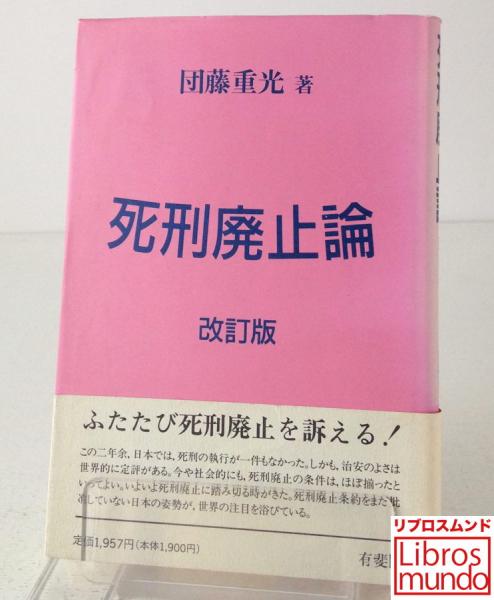 団藤重光 著
死刑廃止論
改訂版
ふたたび死刑廃止を訴える!
この二年余,日本では,死刑の執行が一件もなかった。しかも,治安のよさは
世界的に定評がある。今や社会的にも,死刑廃止の条件は,ほぼ揃ったと
いってよい。いよいよ死刑廃止に踏み切る時がきた。死刑廃止条約をまだ批
准していない日本の姿勢が,世界の注目を浴びている。
定価1,957円(本体1,900円)
有斐
リブロスムンド
Libros
mundo